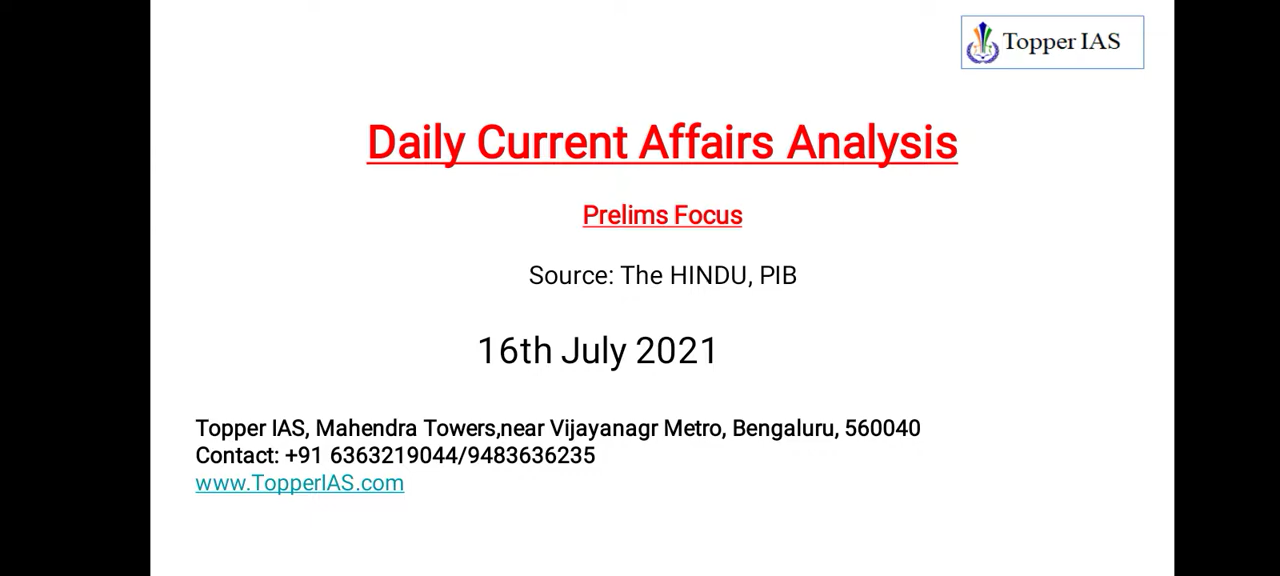 Topper IAS
Daily Current Affairs Analysis
Prelims Focus
Source: The HINDU, PIB
16th July 2021
Topper IAS, Mahendra Towers,near Vijayanagr Metro, Bengaluru, 560040
Contact: +91 6363219044/9483636235
www.TopperIAS.com